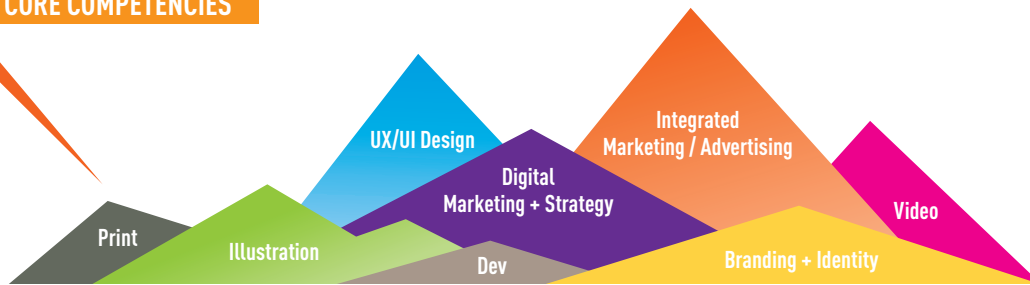 CORE COMPETENCIES
UX/UI Design
Integrated
Marketing / Advertising
Digital
Marketing + Strategy
Video
Print
Illustration
Dev
Branding + Identity